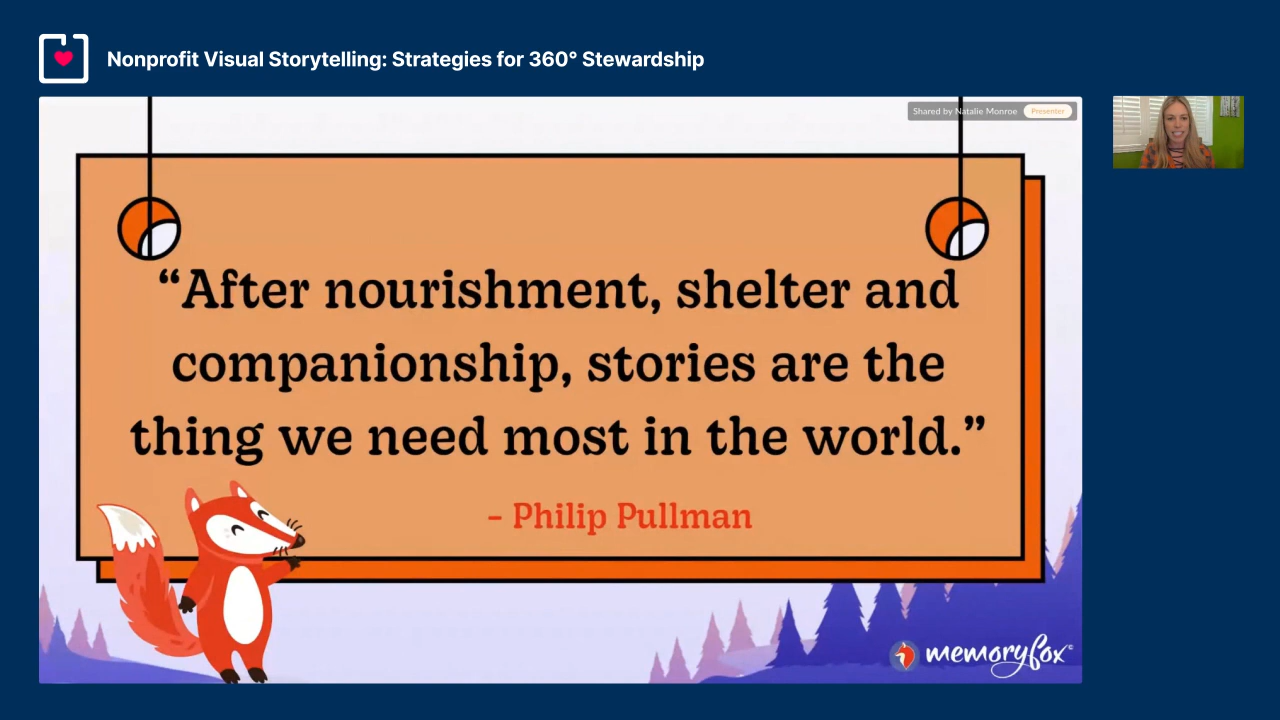 Nonprofit Visual Storytelling: Strategies for 360° Stewardship
Shared by Natalie Monroe Presenter
“After nourishment, shelter and
companionship, stories are the
thing we need most in the world.”
– Philip Pullman
memoryfox